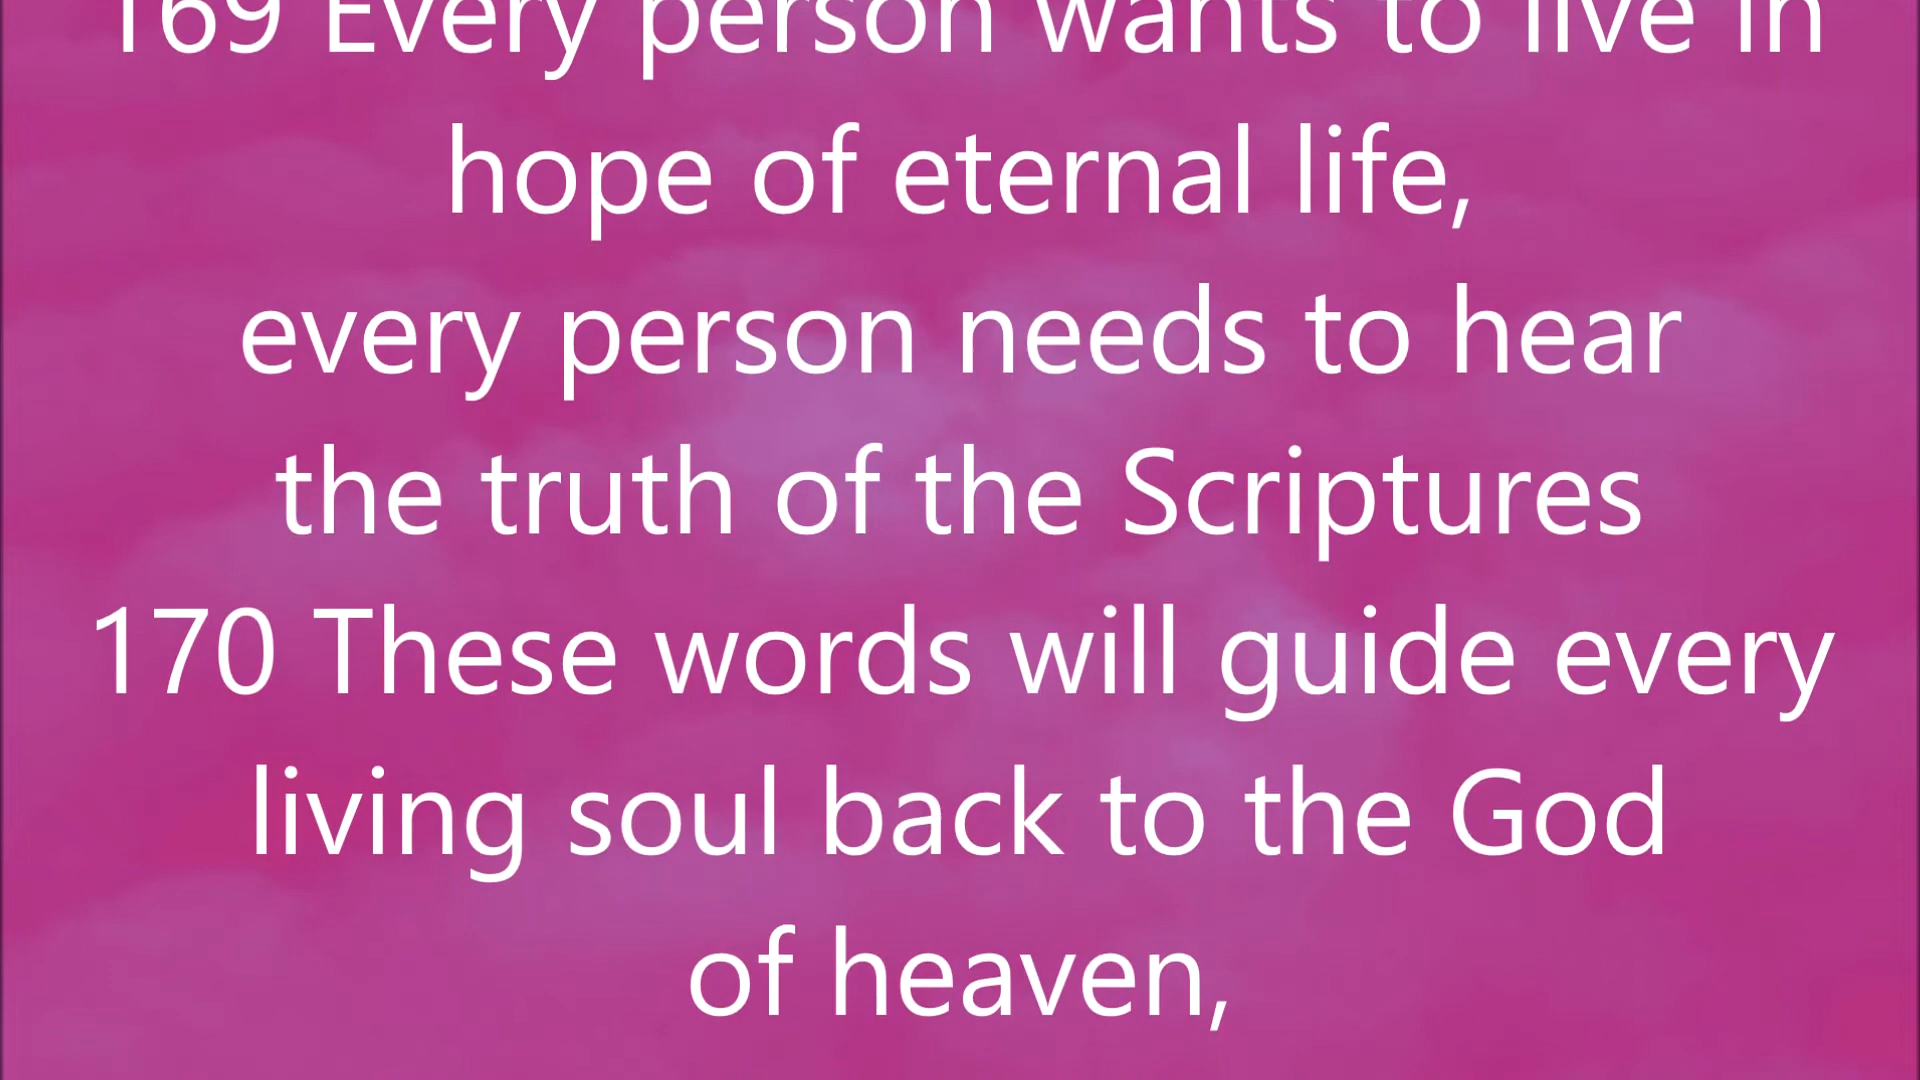 169 Every person wants to live in
hope of eternal life,
every person needs to hear
the truth of the Scriptures
170 These words will guide every
living soul back to the God
of heaven,